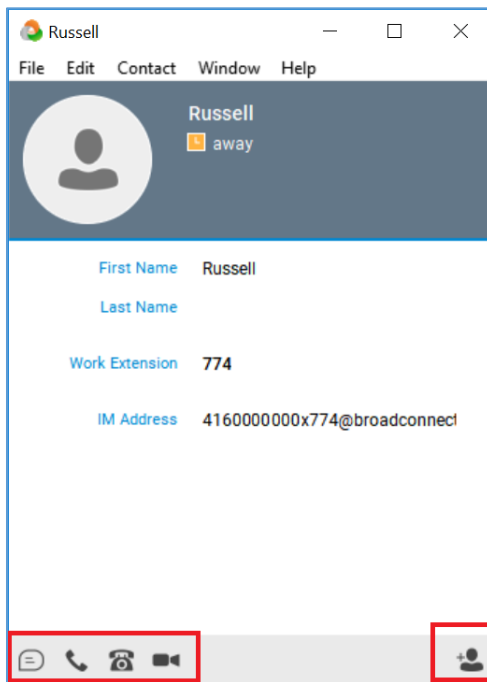 Russell
File Edit Contact Window Help
Russell
away
First Name Russell
Last Name
Work Extension 774
IM Address 4160000000x774@broadconnect